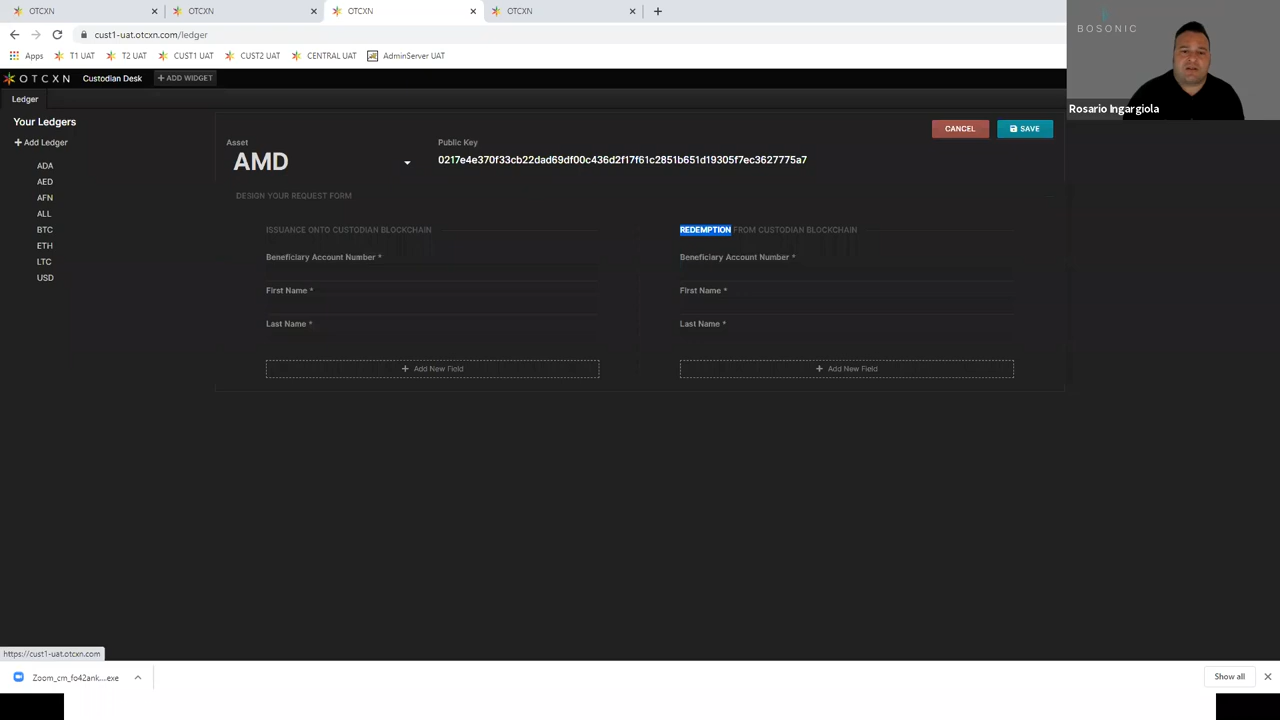 OTCXN
OTCXN
OTCXN
OTCXN
cust1-uat.otcxn.com/ledger
Apps
T1 UAT
T2 UAT
CUST1 UAT
CUST2 UAT
CENTRAL UAT
AdminServer UAT
BOSONIC
Rosario Ingargiola
OTCXN
Custodian Desk
+ ADD WIDGET
Ledger
Your Ledgers
+ Add Ledger
ADA
AED
AFN
ALL
BTC
ETH
LTC
USD
CANCEL
SAVE
Asset
AMD
Public Key
0217e4e370f33cb22dad69df00c436d2f17f61c2851b651d19305f7ec3627775a7
DESIGN YOUR REQUEST FORM
ISSUANCE ONTO CUSTODIAN BLOCKCHAIN
Beneficiary Account Number *
First Name *
Last Name *
+ Add New Field
REDEMPTION FROM CUSTODIAN BLOCKCHAIN
Beneficiary Account Number *
First Name *
Last Name *
+ Add New Field
https://cust1-uat.otcxn.com
Zoom_cm_fo42ank....exe
Show all